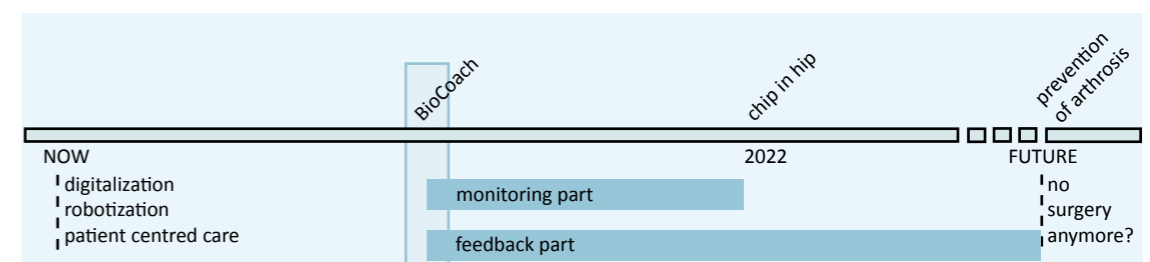 BioCoach
chip in hip
prevention
of arthrosis
NOW
2022
FUTURE
digitalization
robotization
patient centred care
monitoring part
feedback part
no
surgery
anymore?